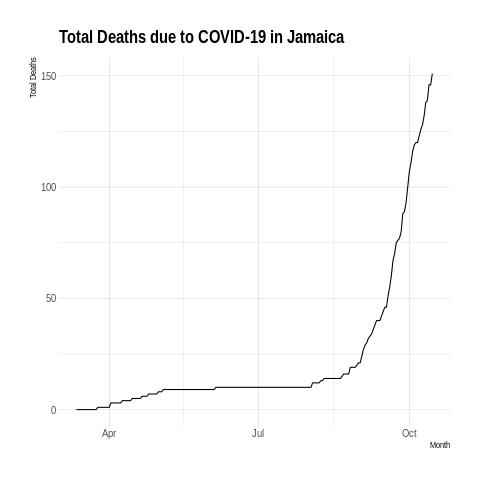 Total Deaths due to COVID-19 in Jamaica
Total Deaths
150
100
50
0
Apr
Jul
Oct
Month